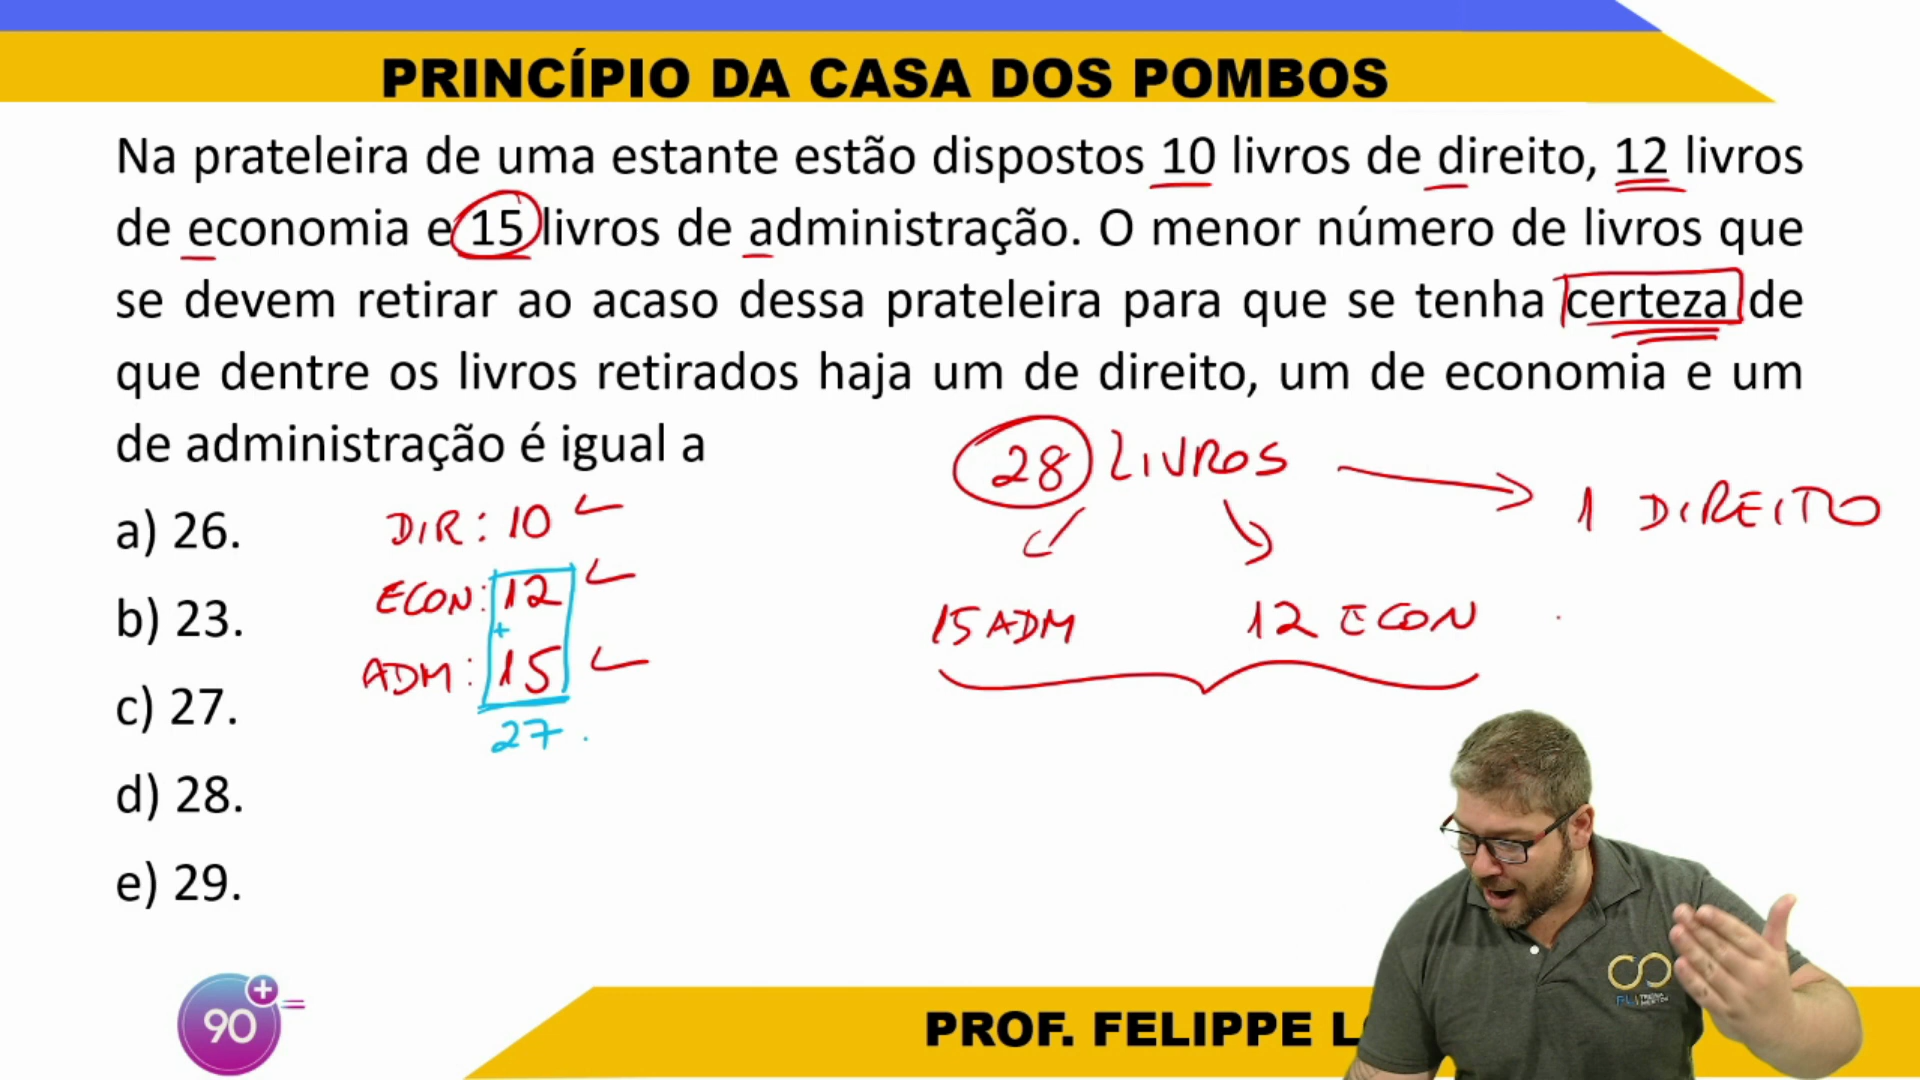 PRINCÍPIO DA CASA DOS POMBOS
Na prateleira de uma estante estão dispostos 10 livros de direito, 12 livros
de economia e 15 livros de administração. O menor número de livros que
se devem retirar ao acaso dessa prateleira para que se tenha certeza de
que dentre os livros retirados haja um de direito, um de economia e um
de administração é igual a
a) 26.
b) 23.
c) 27.
d) 28.
e) 29.
DIR: 10
ECON: 12
+
ADM: 15
27.
28 LIVROS
1 DIREITO
15 ADM 12 ECON
90
+
=
PROF. FELIPPE